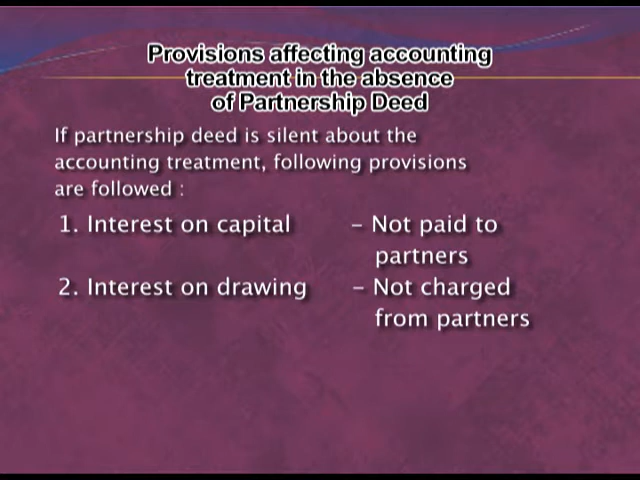 Provisions affecting accounting
treatment in the absence
of Partnership Deed
If partnership deed is silent about the
accounting treatment, following provisions
are followed :
1. Interest on capital – Not paid to
partners
2. Interest on drawing – Not charged
from partners